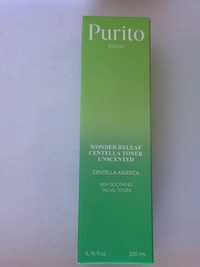 Purito
SEOUL
WONDER RELEAF
CENTELLA TONER
UNSCENTED
CENTELLA ASIATICA
SKIN SOOTHING
FACIAL TONER
6.76 fl.oz. 200 mL